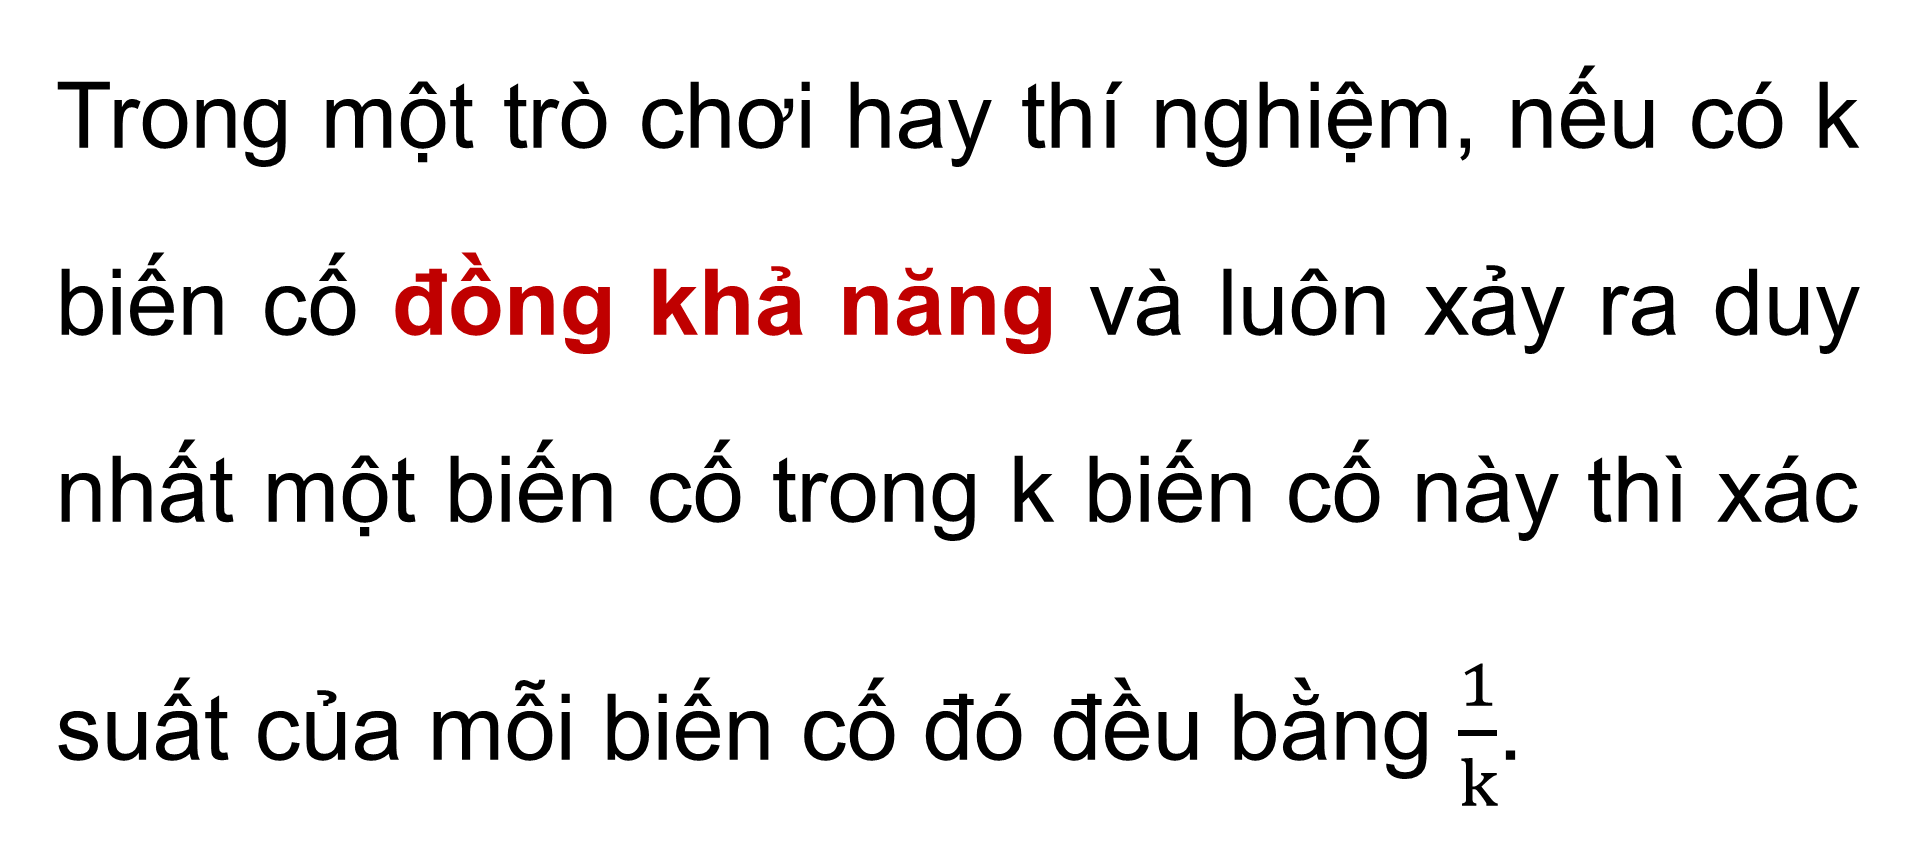 Trong một trò chơi hay thí nghiệm, nếu có k
biến cố đồng khả năng và luôn xảy ra duy
nhất một biến cố trong k biến cố này thì xác
suất của mỗi biến cố đó đều bằng 1/k.